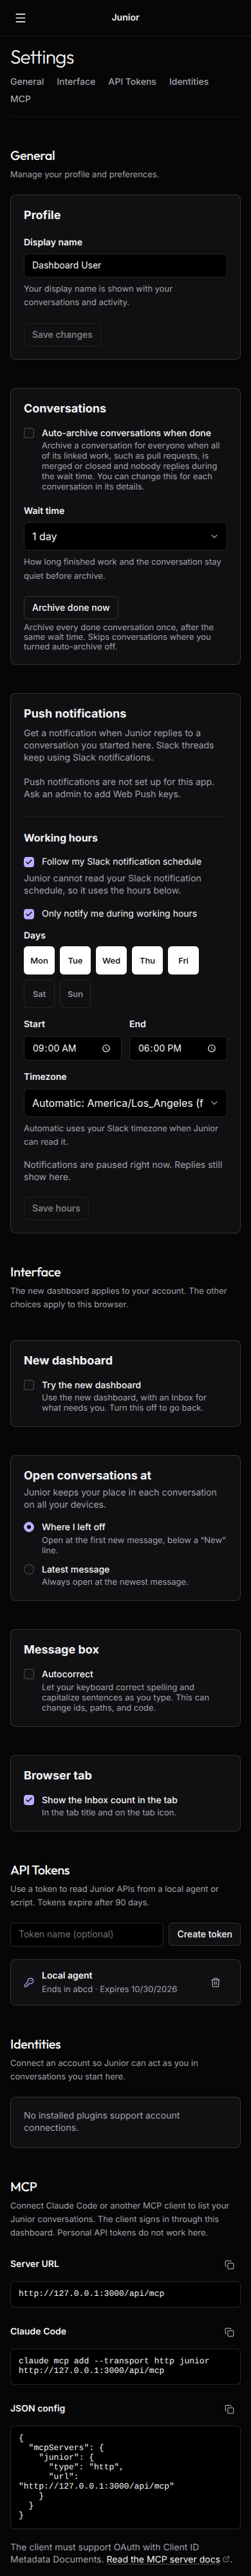 Junior
Settings
General Interface API Tokens Identities
MCP
General
Manage your profile and preferences.
Profile
Display name
Dashboard User
Your display name is shown with your
conversations and activity.
Save changes
Conversations
Auto-archive conversations when done
Archive a conversation for everyone when all
of its linked work, such as pull requests, is
merged or closed and nobody replies during
the wait time. You can change this for each
conversation in its details.
Wait time
1 day
How long finished work and the conversation stay
quiet before archive.
Archive done now
Archive every done conversation once, after the
same wait time. Skips conversations where you
turned auto-archive off.
Push notifications
Get a notification when Junior replies to a
conversation you started here. Slack threads
keep using Slack notifications.
Push notifications are not set up for this app.
Ask an admin to add Web Push keys.
Working hours
Follow my Slack notification schedule
Junior cannot read your Slack notification
schedule, so it uses the hours below.
Only notify me during working hours
Days
Mon Tue Wed Thu Fri
Sat Sun
Start End
09:00 AM 06:00 PM
Timezone
Automatic: America/Los_Angeles (f
Automatic uses your Slack timezone when Junior
can read it.
Notifications are paused right now. Replies still
show here.
Save hours
Interface
The new dashboard applies to your account. The other
choices apply to this browser.
New dashboard
Try the new dashboard
Use the new dashboard, with an Inbox for
what needs you. Turn this off to go back.
Open conversations at
Junior keeps your place in each conversation
on all your devices.
Where I left off
Open at the first new message, below a “New”
line.
Latest message
Always open at the newest message.
Message box
Autocorrect
Let your keyboard correct spelling and
capitalize sentences as you type. This can
change ids, paths, and code.
Browser tab
Show the Inbox count in the tab
In the tab title and on the tab icon.
API Tokens
Use a token to read Junior APIs from a local agent or
script. Tokens expire after 90 days.
Token name (optional) Create token
Local agent
Ends in abcd · Expires 10/30/2026
Identities
Connect an account so Junior can act as you in
conversations you start here.
No installed plugins support account
connections.
MCP
Connect Claude Code or another MCP client to list your
Junior conversations. The client signs in through this
dashboard. Personal API tokens do not work here.
Server URL
http://127.0.0.1:3000/api/mcp
Claude Code
claude mcp add --transport http junior
http://127.0.0.1:3000/api/mcp
JSON config
{
"mcpServers": {
"junior": {
"type": "http",
"url":
"http://127.0.0.1:3000/api/mcp"
}
}
}
The client must support OAuth with Client ID
Metadata Documents. Read the MCP server docs.